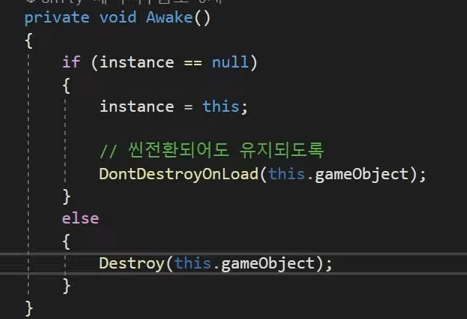 private void Awake()
{
if (instance == null)
{
instance = this;
// 씬전환되어도 유지되도록
DontDestroyOnLoad(this.gameObject);
}
else
{
Destroy(this.gameObject);
}
}